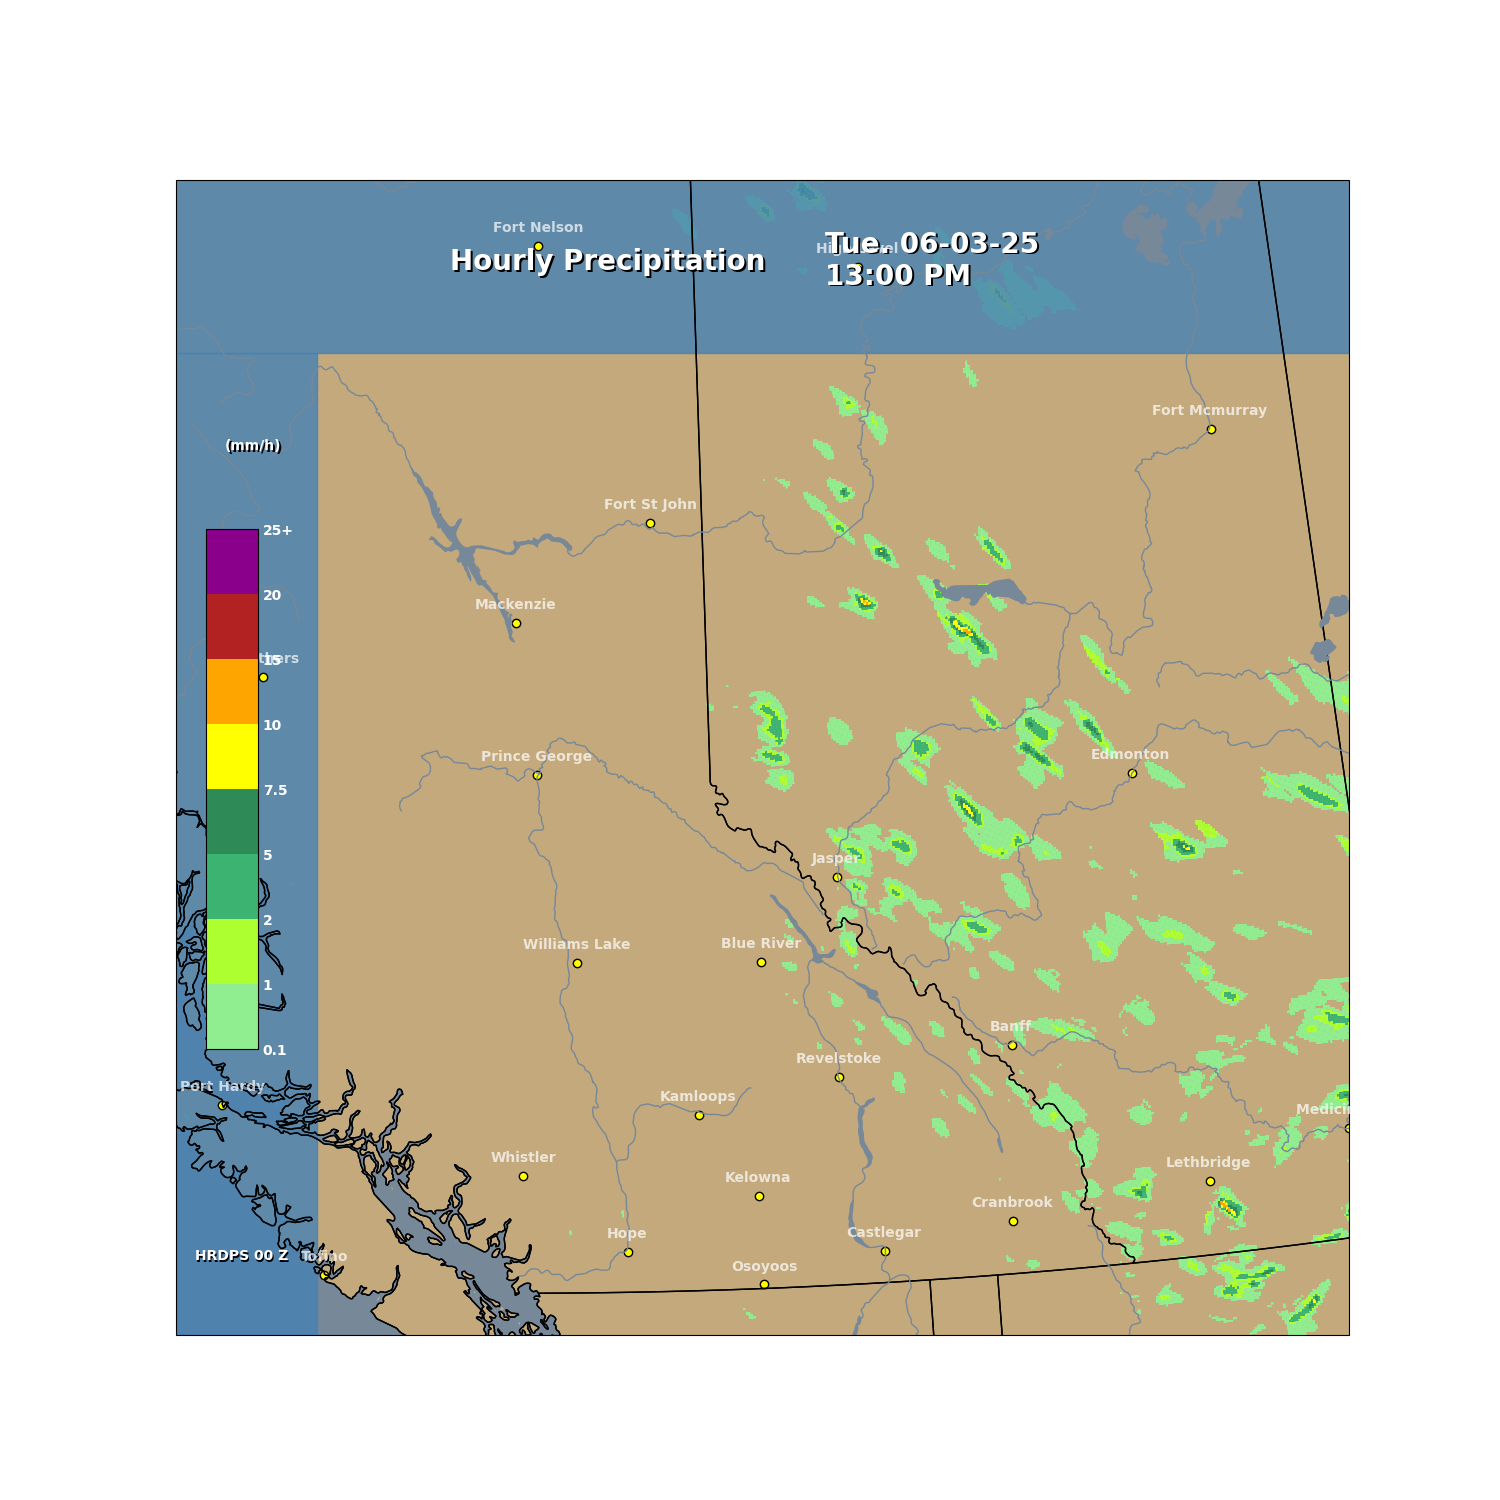 Fort Nelson
Tue. 06-03-25
Hourly Precipitation
13:00 PM
Fort Mcmurray
(mm/h)
Fort St John
25+
20
Mackenzie
15
10
Prince George
Edmonton
7.5
5
Jasper
2
Williams Lake
Blue River
1
Banff
0.1
Revelstoke
Port Hardy
Kamloops
Medicin
Whistler
Lethbridge
Kelowna
Cranbrook
Hope
Castlegar
HRDPS 00 Z
Tofino
Osoyoos